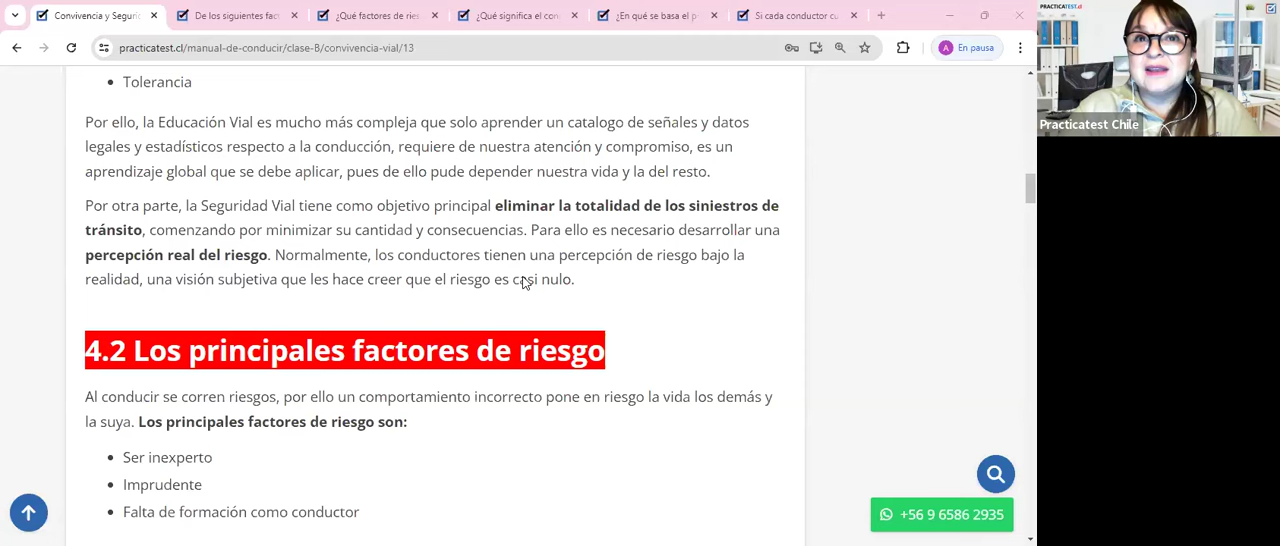 Convivencia y Seguri
De los siguientes fact
¿Qué factores de ries
¿Qué significa el con
¿En qué se basa el p
Si cada conductor cu
practicatest.cl/manual-de-conducir/clase-B/convivencia-vial/13
A En pausa
PRACTICATEST.cl
Practicatest Chile
Tolerancia
Por ello, la Educación Vial es mucho mas compleja que solo aprender un catalogo de señales y datos
legales y estadísticos respecto a la conducción, requiere de nuestra atención y compromiso, es un
aprendizaje global que se debe aplicar, pues de ello pude depender nuestra vida y la del resto.
Por otra parte, la Seguridad Vial tiene como objetivo principal eliminar la totalidad de los siniestros de
tránsito, comenzando por minimizar su cantidad y consecuencias. Para ello es necesario desarrollar una
percepción real del riesgo. Normalmente, los conductores tienen una percepción de riesgo bajo la
realidad, una visión subjetiva que les hace creer que el riesgo es casi nulo.
4.2 Los principales factores de riesgo
Al conducir se corren riesgos, por ello un comportamiento incorrecto pone en riesgo la vida los demás y
la suya. Los principales factores de riesgo son:
Ser inexperto
Imprudente
Falta de formación como conductor
+56 9 6586 2935